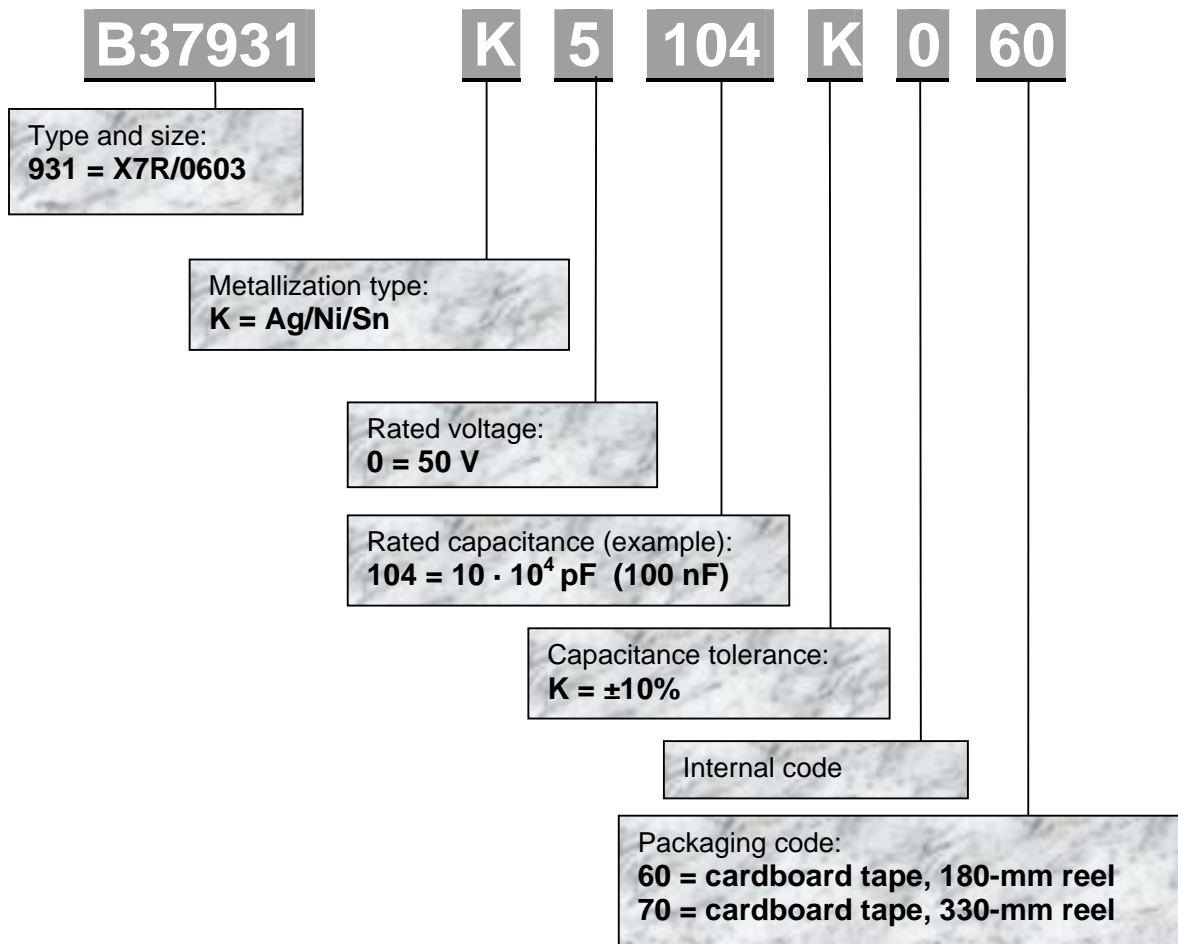 B37931 K 5 104 K 0 60
Type and size:
931 = X7R/0603
Metallization type:
K = Ag/Ni/Sn
Rated voltage:
0 = 50 V
Rated capacitance (example):
104 = 10 · 10⁴ pF (100 nF)
Capacitance tolerance:
K = ±10%
Internal code
Packaging code:
60 = cardboard tape, 180-mm reel
70 = cardboard tape, 330-mm reel